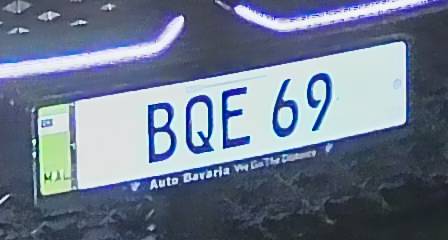 MAL
BQE 69
Auto Bavaria We Go The Distance